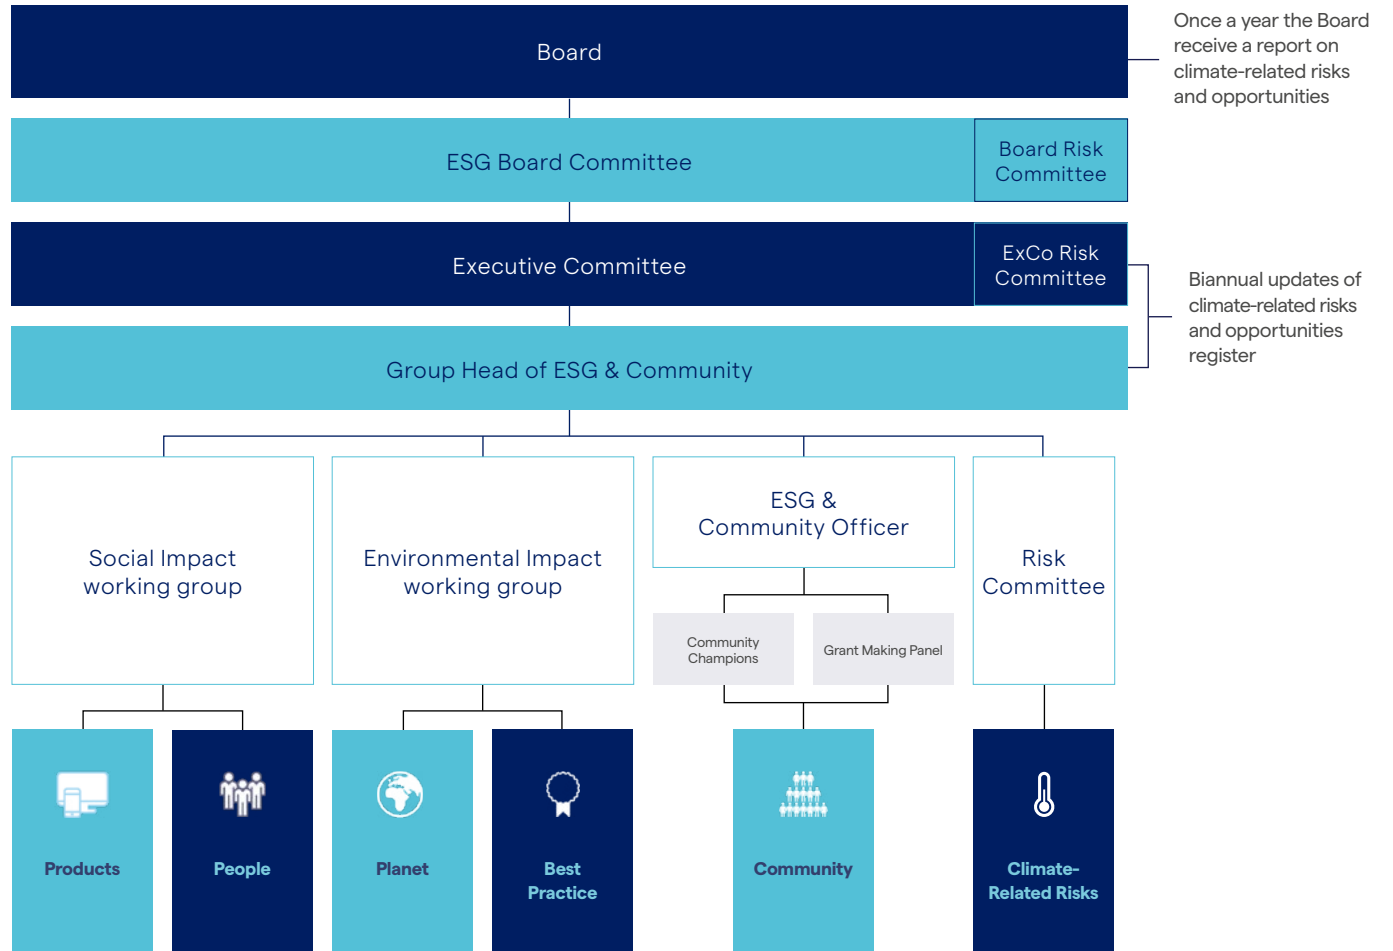 Board
Once a year the Board
receive a report on
climate-related risks
and opportunities
ESG Board Committee
Board Risk
Committee
Executive Committee
ExCo Risk
Committee
Biannual updates of
climate-related risks
and opportunities
register
Group Head of ESG & Community
Social Impact
working group
Environmental Impact
working group
ESG &
Community Officer
Risk
Committee
Community
Champions
Grant Making Panel
Products
People
Planet
Best
Practice
Community
Climate-
Related Risks